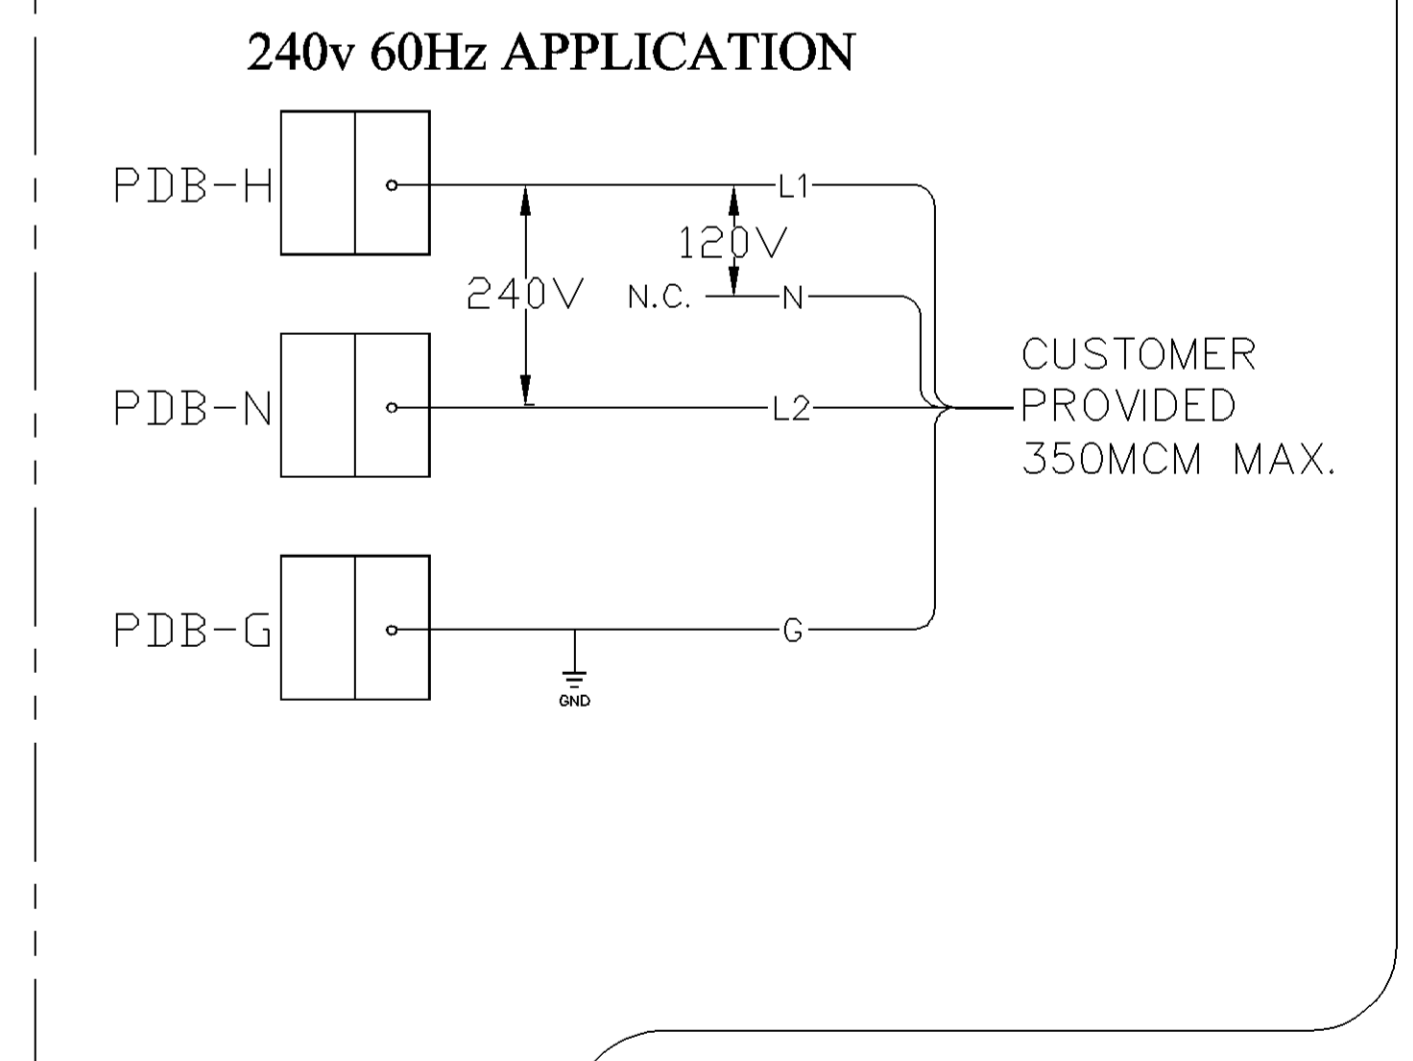 240v 60Hz APPLICATION
PDB-H
L1
120V
240V
N.C.
N
CUSTOMER
PROVIDED
350MCM MAX.
PDB-N
L2
PDB-G
G
GND